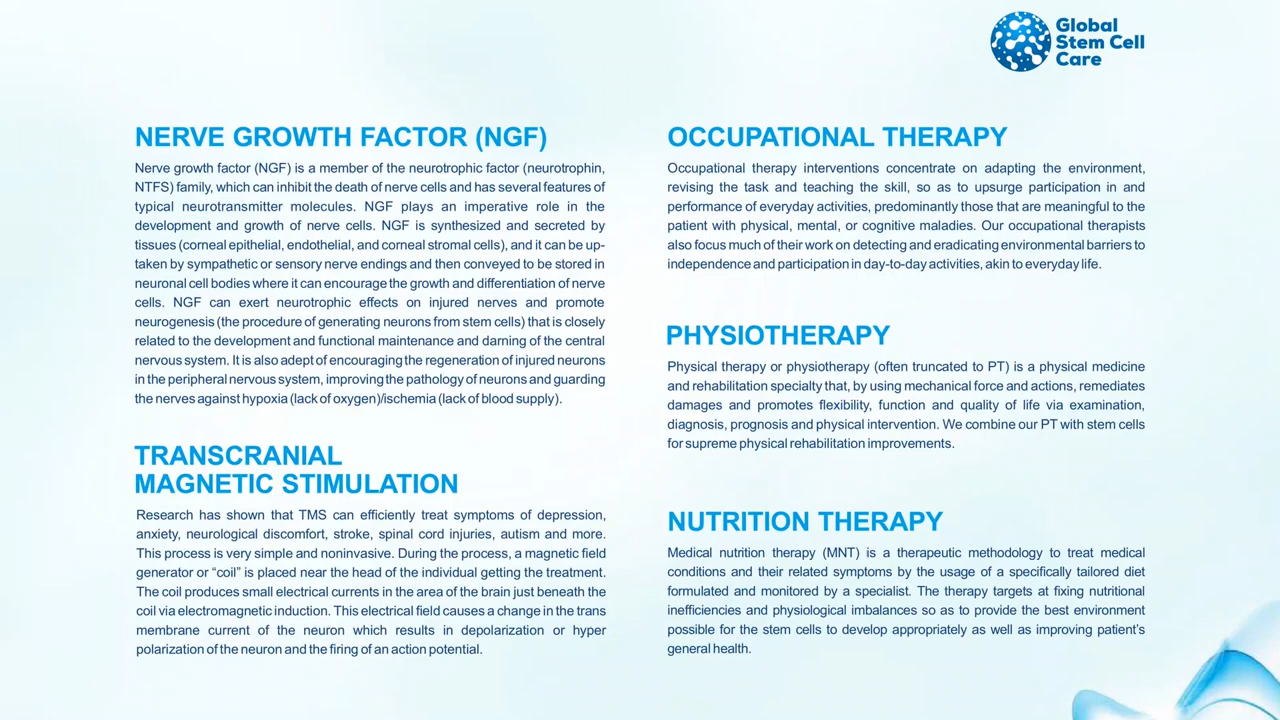 Global
Stem Cell
Care
NERVE GROWTH FACTOR (NGF)
Nerve growth factor (NGF) is a member of the neurotrophic factor (neurotrophin,
NTFS) family, which can inhibit the death of nerve cells and has several features of
typical neurotransmitter molecules. NGF plays an imperative role in the
development and growth of nerve cells. NGF is synthesized and secreted by
tissues (corneal epithelial, endothelial, and corneal stromal cells), and it can be up-
taken by sympathetic or sensory nerve endings and then conveyed to be stored in
neuronal cell bodies where it can encourage the growth and differentiation of nerve
cells. NGF can exert neurotrophic effects on injured nerves and promote
neurogenesis (the procedure of generating neurons from stem cells) that is closely
related to the development and functional maintenance and darning of the central
nervous system. It is also adept of encouraging the regeneration of injured neurons
in the peripheral nervous system, improving the pathology of neurons and guarding
the nerves against hypoxia (lack of oxygen)/ischemia (lack of blood supply).
TRANSCRANIAL
MAGNETIC STIMULATION
Research has shown that TMS can efficiently treat symptoms of depression,
anxiety, neurological discomfort, stroke, spinal cord injuries, autism and more.
This process is very simple and noninvasive. During the process, a magnetic field
generator or “coil” is placed near the head of the individual getting the treatment.
The coil produces small electrical currents in the area of the brain just beneath the
coil via electromagnetic induction. This electrical field causes a change in the trans
membrane current of the neuron which results in depolarization or hyper
polarization of the neuron and the firing of an action potential.
OCCUPATIONAL THERAPY
Occupational therapy interventions concentrate on adapting the environment,
revising the task and teaching the skill, so as to upsurge participation in and
performance of everyday activities, predominantly those that are meaningful to the
patient with physical, mental, or cognitive maladies. Our occupational therapists
also focus much of their work on detecting and eradicating environmental barriers to
independence and participation in day-to-day activities, akin to everyday life.
PHYSIOTHERAPY
Physical therapy or physiotherapy (often truncated to PT) is a physical medicine
and rehabilitation specialty that, by using mechanical force and actions, remediates
damages and promotes flexibility, function and quality of life via examination,
diagnosis, prognosis and physical intervention. We combine our PT with stem cells
for supreme physical rehabilitation improvements.
NUTRITION THERAPY
Medical nutrition therapy (MNT) is a therapeutic methodology to treat medical
conditions and their related symptoms by the usage of a specifically tailored diet
formulated and monitored by a specialist. The therapy targets at fixing nutritional
inefficiencies and physiological imbalances so as to provide the best environment
possible for the stem cells to develop appropriately as well as improving patient’s
general health.